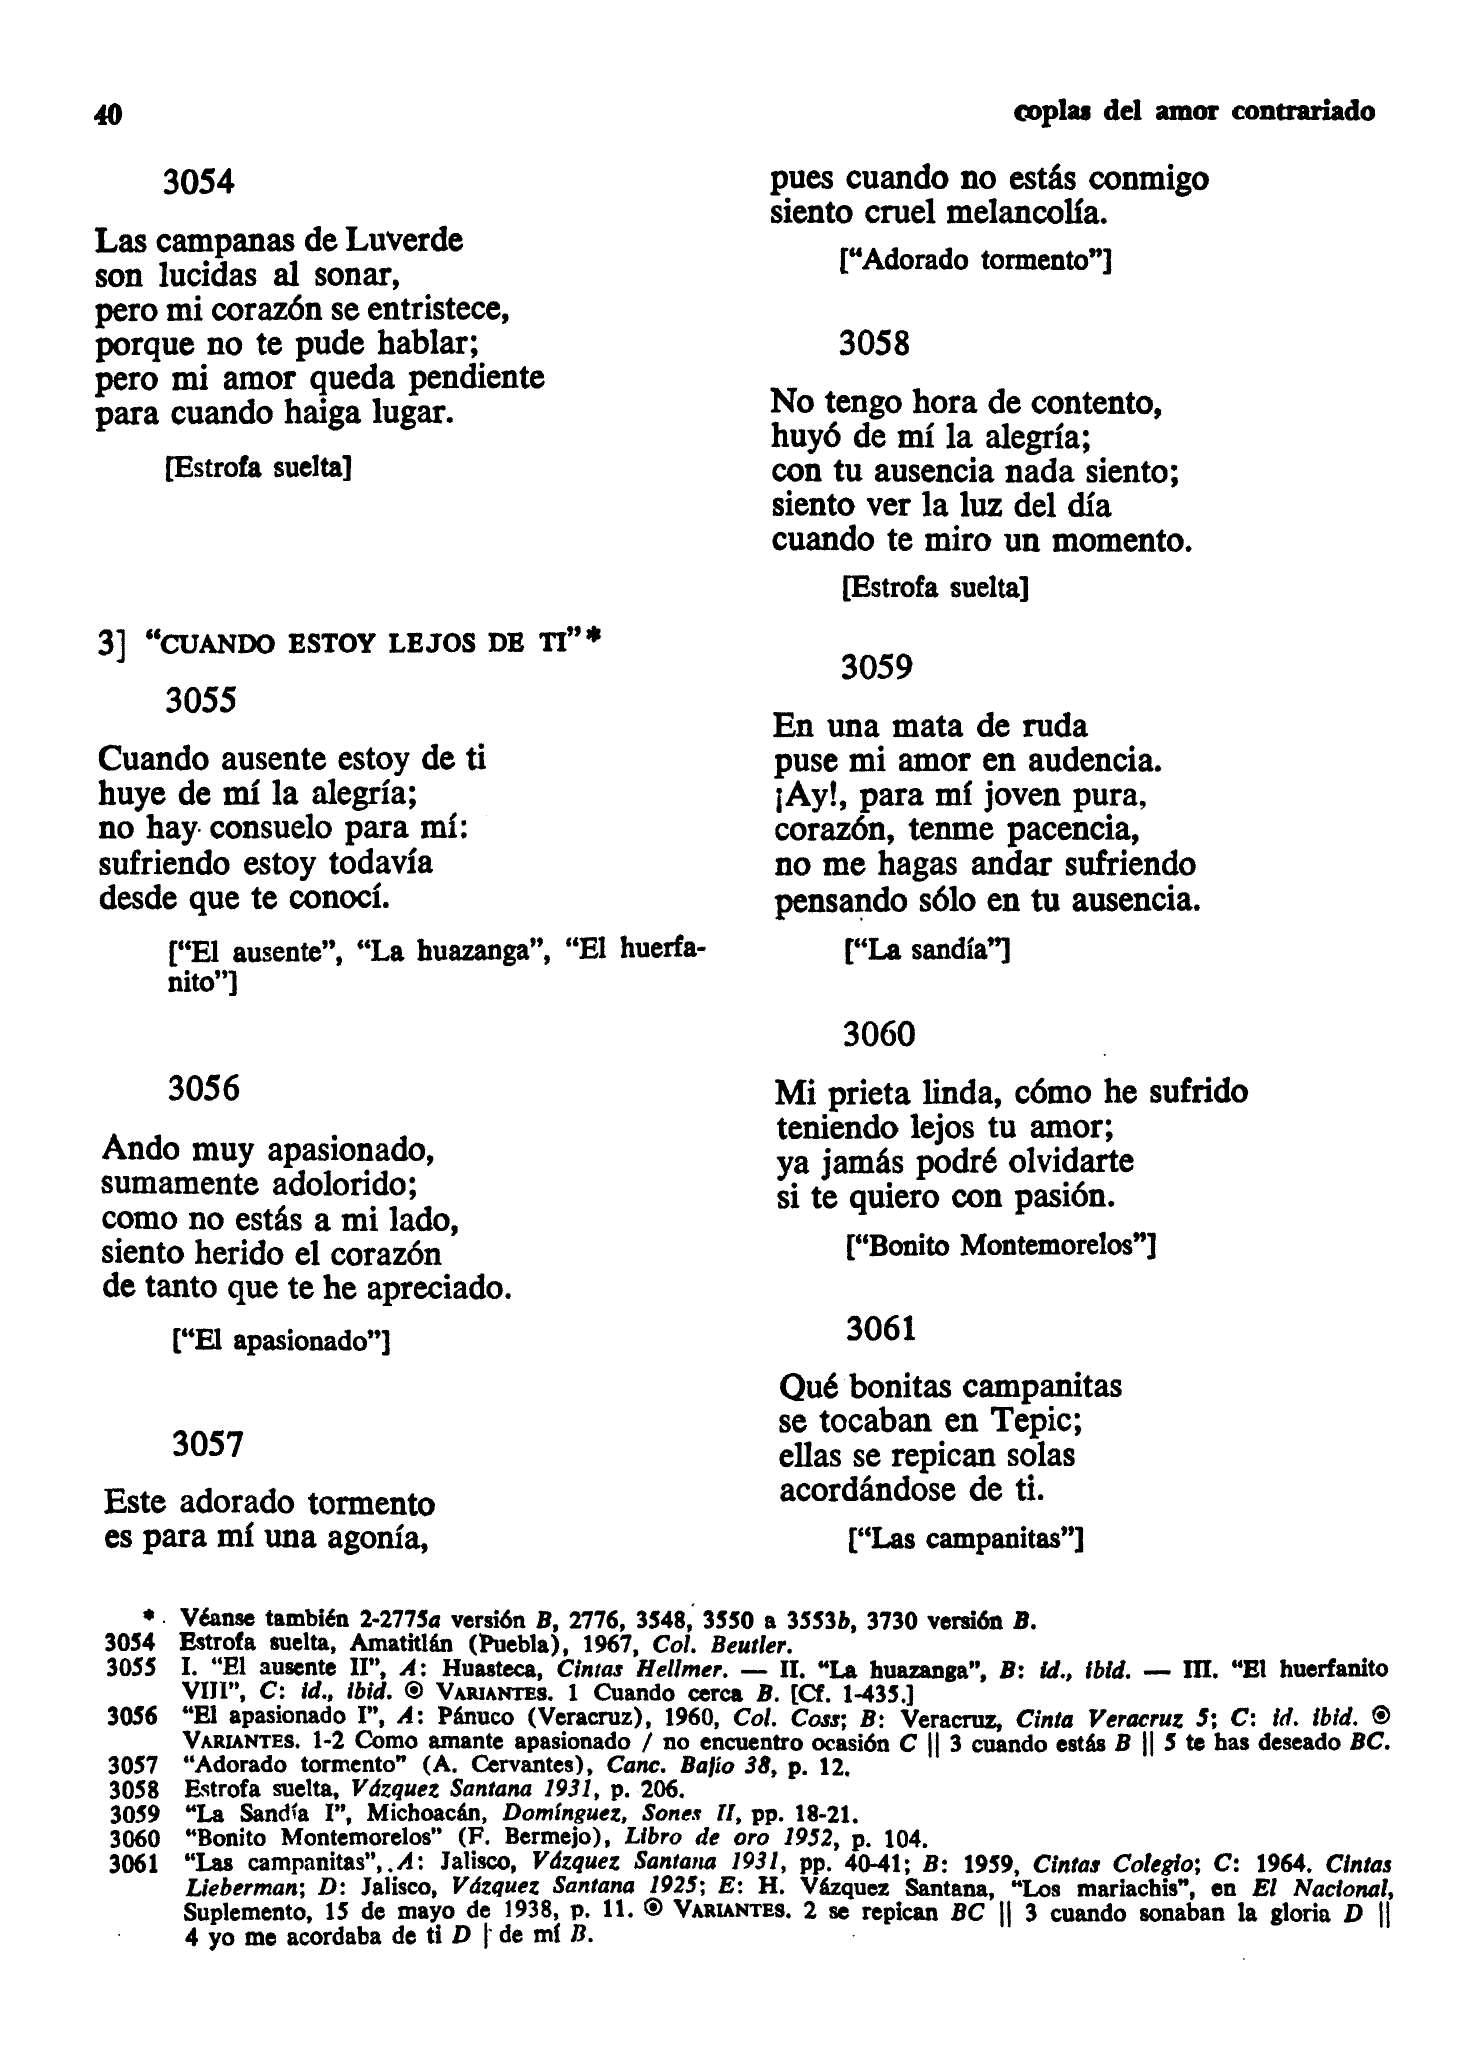 40
coplas del amor contrariado
3054
Las campanas de Luverde
son lucidas al sonar,
pero mi corazón se entristece,
porque no te pude hablar;
pero mi amor queda pendiente
para cuando haiga lugar.
[Estrofa suelta]
3] “CUANDO ESTOY LEJOS DE TI”*
3055
Cuando ausente estoy de ti
huye de mí la alegría;
no hay consuelo para mí:
sufriendo estoy todavía
desde que te conocí.
[“El ausente”, “La huazanga”, “El huerfa-
nito”]
3056
Ando muy apasionado,
sumamente adolorido;
como no estás a mi lado,
siento herido el corazón
de tanto que te he apreciado.
[“El apasionado”]
3057
Este adorado tormento
es para mí una agonía,
pues cuando no estás conmigo
siento cruel melancolía.
[“Adorado tormento”]
3058
No tengo hora de contento,
huyó de mí la alegría;
con tu ausencia nada siento;
siento ver la luz del día
cuando te miro un momento.
[Estrofa suelta]
3059
En una mata de ruda
puse mi amor en audencia.
¡Ay!, para mí joven pura,
corazón, tenme pacencia,
no me hagas andar sufriendo
pensando sólo en tu ausencia.
[“La sandía”]
3060
Mi prieta linda, cómo he sufrido
teniendo lejos tu amor;
ya jamás podré olvidarte
si te quiero con pasión.
[“Bonito Montemorelos”]
3061
Qué bonitas campanitas
se tocaban en Tepic;
ellas se repican solas
acordándose de ti.
[“Las campanitas”]
* Véanse también 2-2775a versión B, 2776, 3548, 3550 a 3553b, 3730 versión B.
3054 Estrofa suelta, Amatitlán (Puebla), 1967, Col. Beutler.
3055 I. “El ausente II”, A: Huasteca, Cintas Hellmer. — II. “La huazanga”, B: id., ibid. — III. “El huerfanito
VIII”, C: id., ibid. ⊙ VARIANTES. 1 Cuando cerca B. [Cf. 1-435.]
3056 “El apasionado I”, A: Pánuco (Veracruz), 1960, Col. Coss; B: Veracruz, Cinta Veracruz 5; C: id. ibid. ⊙
VARIANTES. 1-2 Como amante apasionado / no encuentro ocasión C || 3 cuando estás B || 5 te has deseado BC.
3057 “Adorado tormento” (A. Cervantes), Canc. Bajío 38, p. 12.
3058 Estrofa suelta, Vázquez Santana 1931, p. 206.
3059 “La Sandía I”, Michoacán, Domínguez, Sones II, pp. 18-21.
3060 “Bonito Montemorelos” (F. Bermejo), Libro de oro 1952, p. 104.
3061 “Las campanitas”, A: Jalisco, Vázquez Santana 1931, pp. 40-41; B: 1959, Cintas Colegio; C: 1964. Cintas
Lieberman; D: Jalisco, Vázquez Santana 1925; E: H. Vázquez Santana, “Los mariachis”, en El Nacional,
Suplemento, 15 de mayo de 1938, p. 11. ⊙ VARIANTES. 2 se repican BC || 3 cuando sonaban la gloria D ||
4 yo me acordaba de ti D | de mí B.